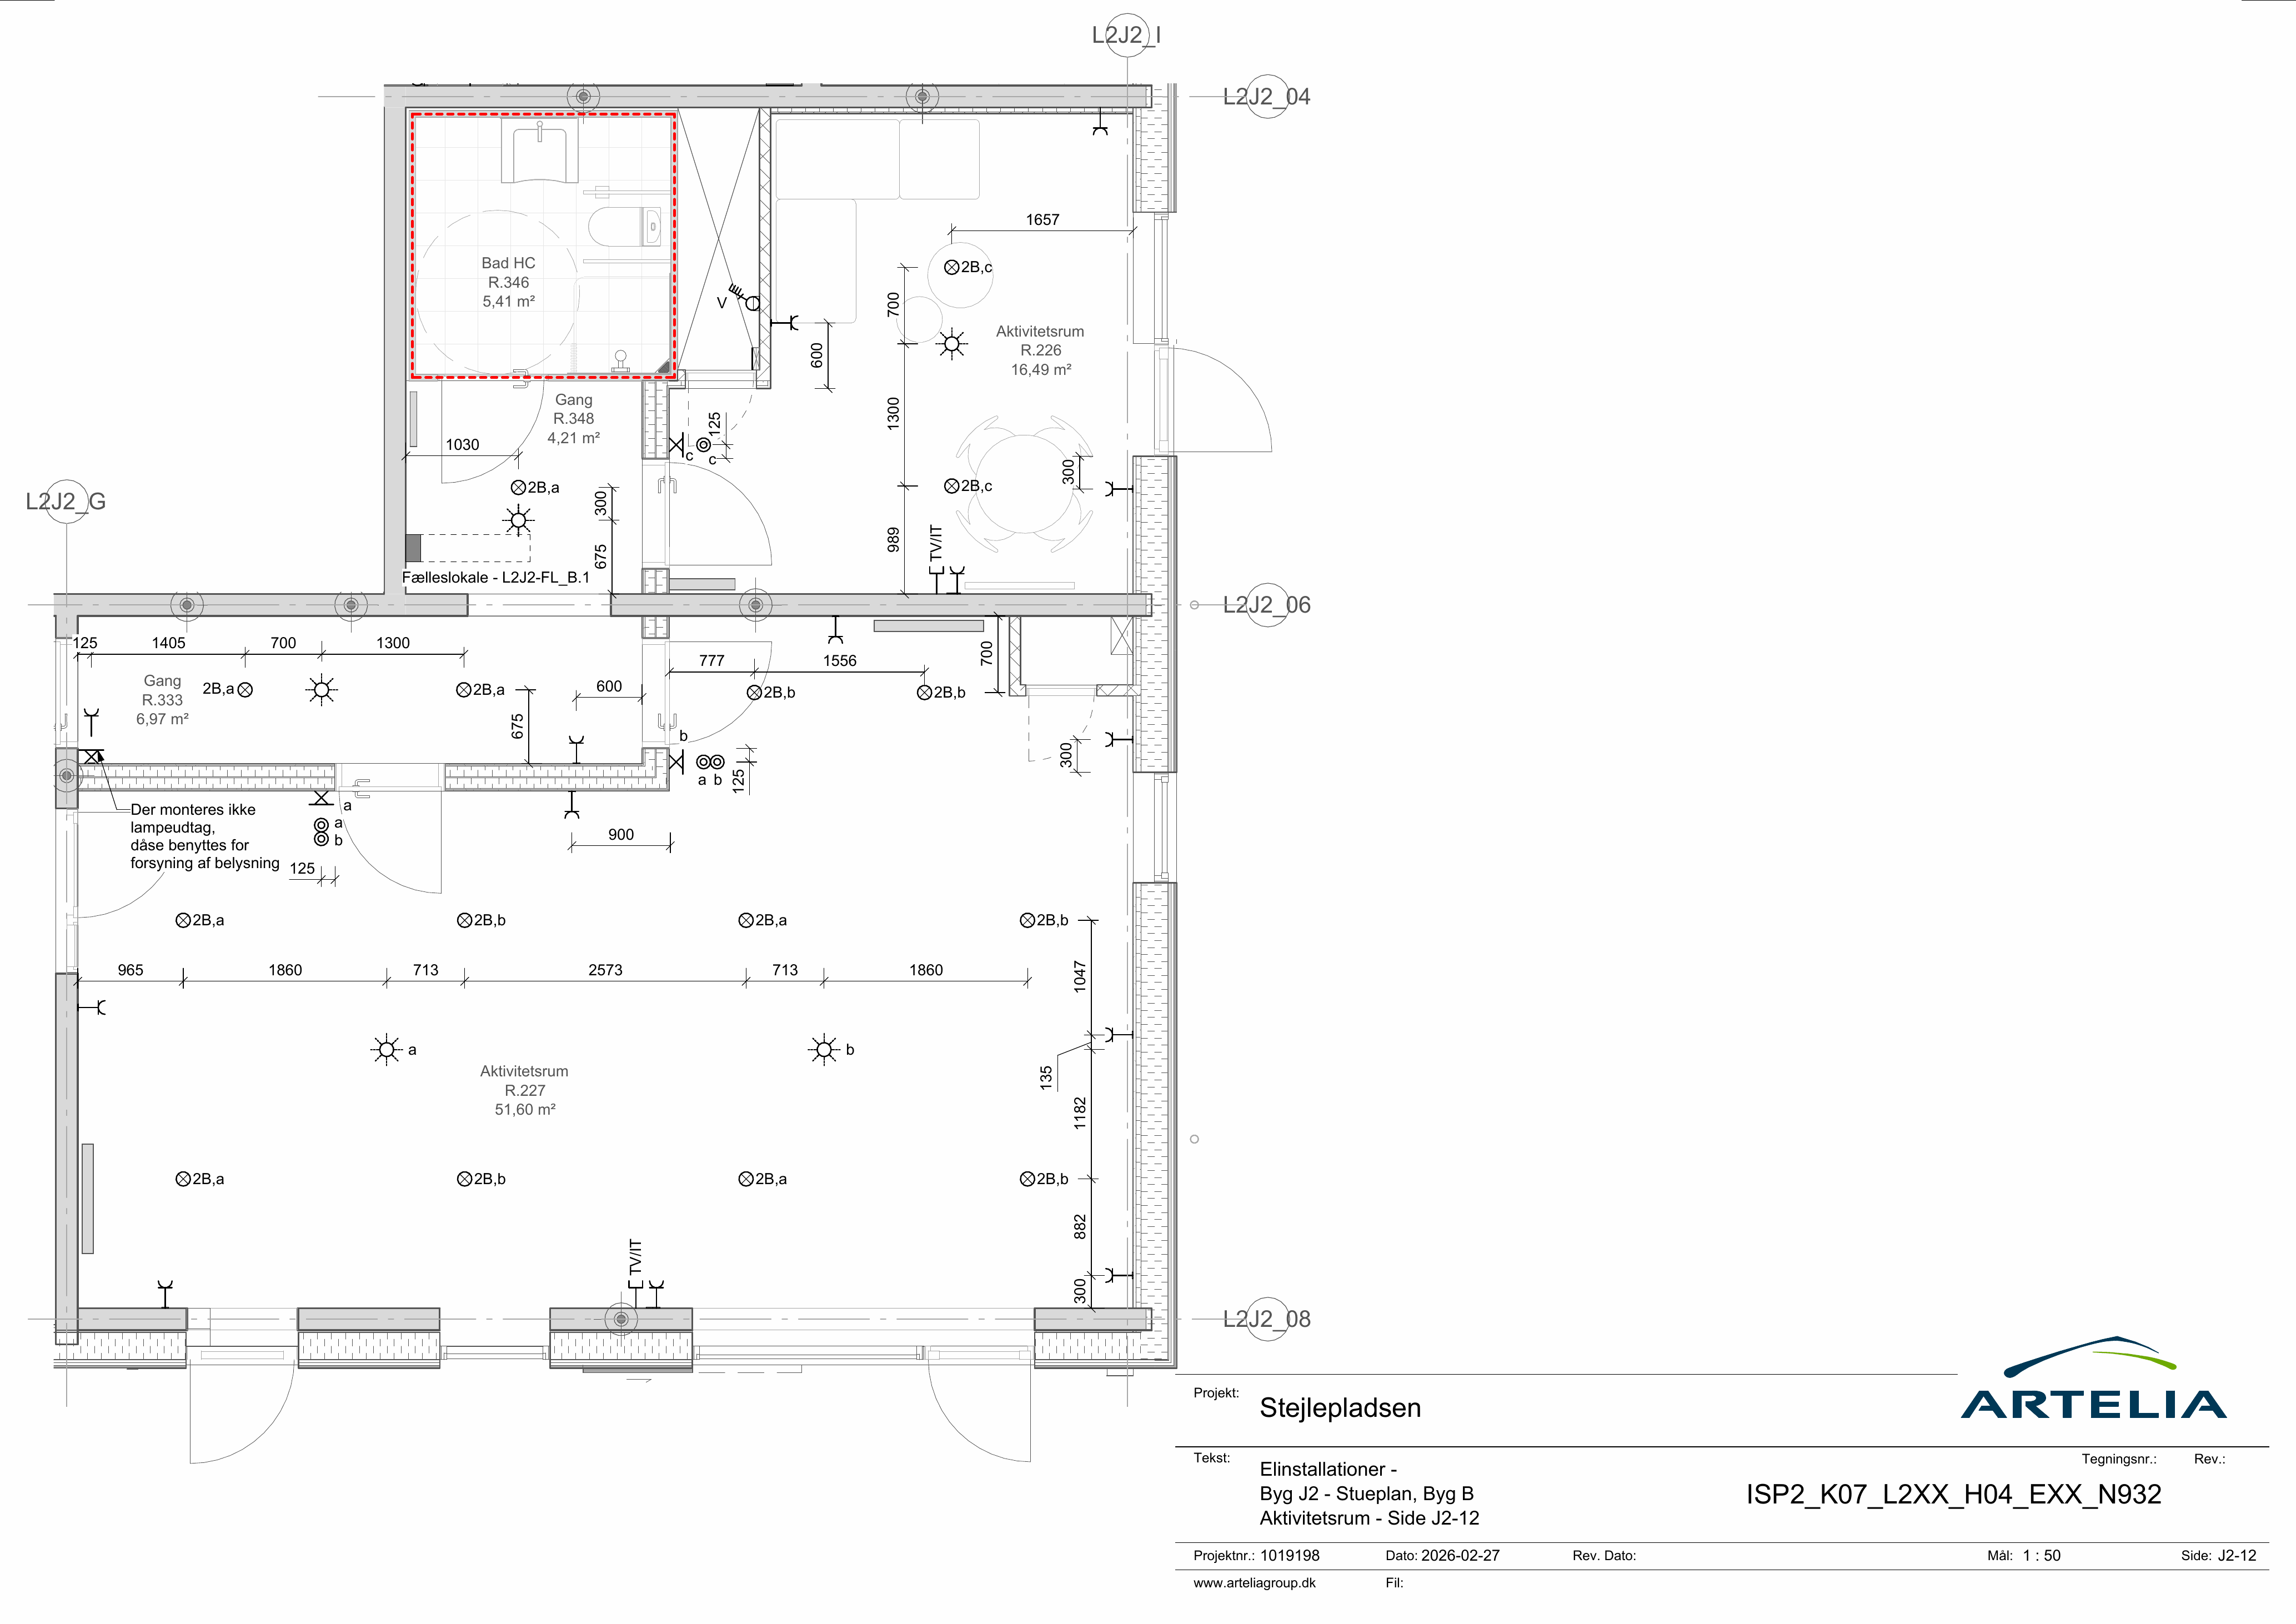 L2J2_I
L2J2_04
1657
Bad HC
R.346
5,41 m²
2B,c
V
700
Aktivitetsrum
R.226
16,49 m²
600
Gang
R.348
4,21 m²
1300
125
1030
c
c
300
L2J2_G
2B,a
2B,c
300
989
TV/IT
675
Fælleslokale - L2J2-FL_B.1
L2J2_06
125
1405
700
1300
777
1556
700
Gang
R.333
6,97 m²
2B,a
2B,a
600
2B,b
2B,b
675
b
300
a b
125
Der monteres ikke
lampeudtag,
dåse benyttes for
forsyning af belysning
a
a
b
125
900
2B,a
2B,b
2B,a
2B,b
965
1860
713
2573
713
1860
1047
a
b
135
Aktivitetsrum
R.227
51,60 m²
1182
2B,a
2B,b
2B,a
2B,b
882
TV/IT
300
L2J2_08
ARTELIA
Projekt:
Stejlepladsen
Tekst:
Elinstallationer -
Byg J2 - Stueplan, Byg B
Aktivitetsrum - Side J2-12
Tegningsnr.:
Rev.:
ISP2_K07_L2XX_H04_EXX_N932
Projektnr.: 1019198
Dato: 2026-02-27
Rev. Dato:
Mål: 1 : 50
Side: J2-12
www.arteliagroup.dk
Fil: